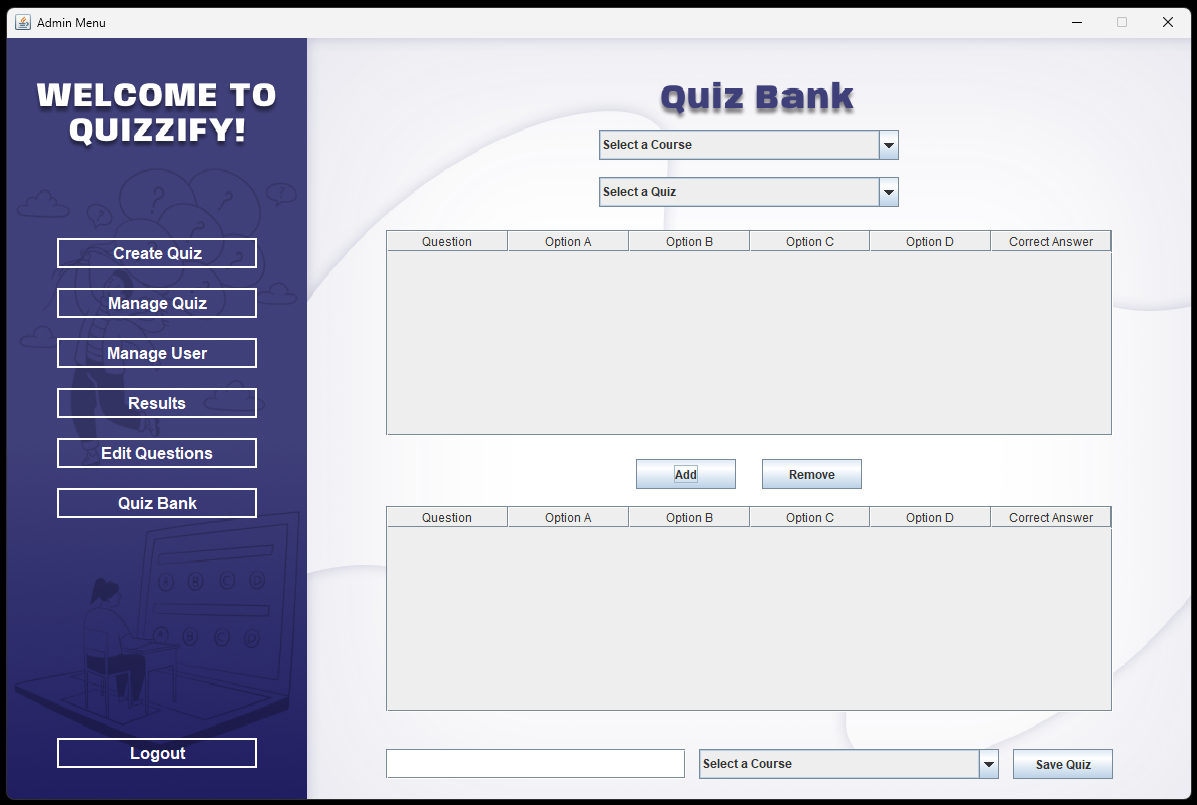 Admin Menu
WELCOME TO
QUIZZIFY!
Create Quiz
Manage Quiz
Manage User
Results
Edit Questions
Quiz Bank
A B C D
A B C D
Logout
Quiz Bank
Select a Course
Select a Quiz
Question Option A Option B Option C Option D Correct Answer
Add Remove
Question Option A Option B Option C Option D Correct Answer
Select a Course Save Quiz